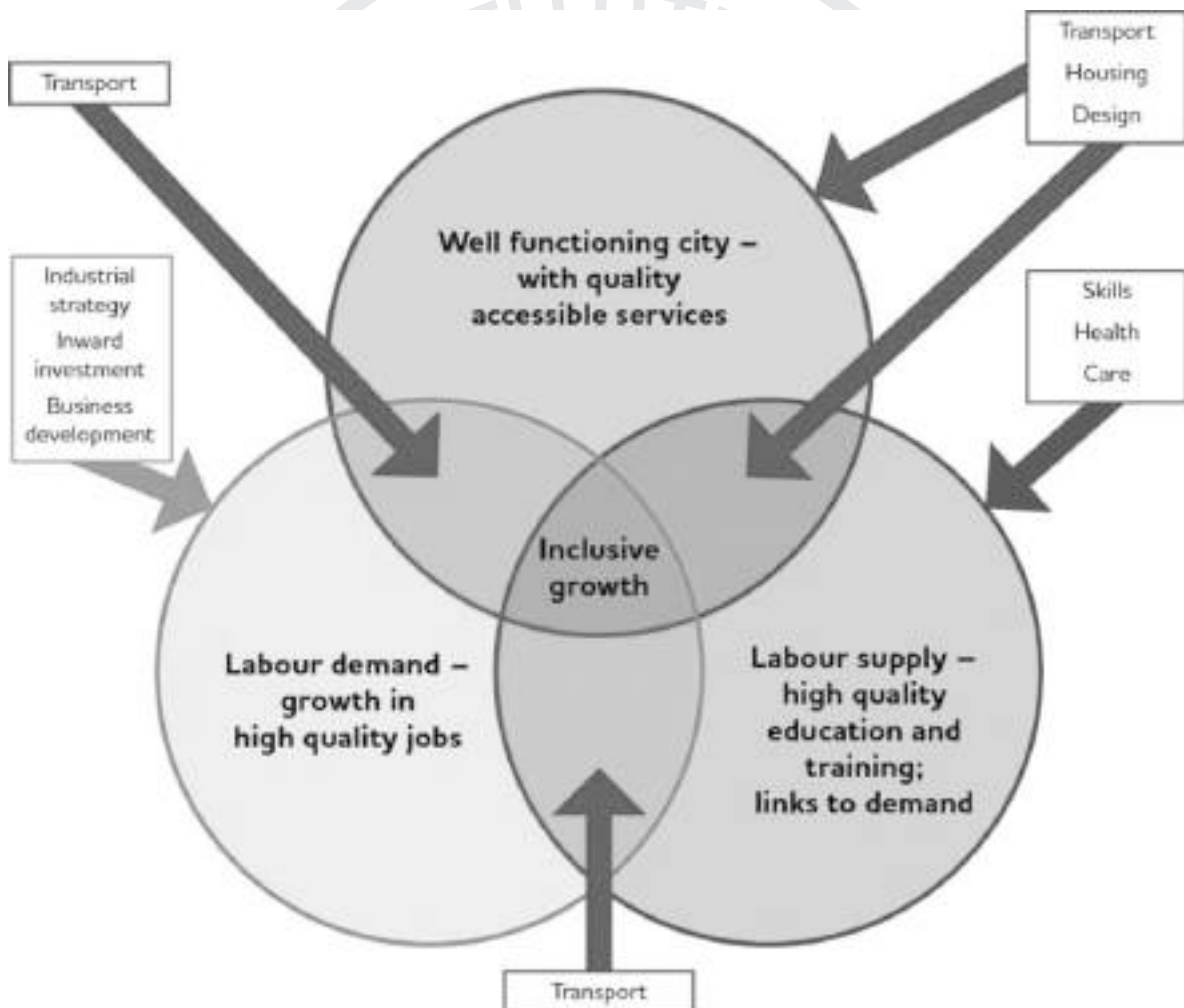 Transport
Transport
Housing
Design
Well functioning city –
with quality
accessible services
Industrial
strategy
Inward
investment
Business
development
Skills
Health
Care
Inclusive
growth
Labour demand –
growth in
high quality jobs
Labour supply –
high quality
education and
training;
links to demand
Transport